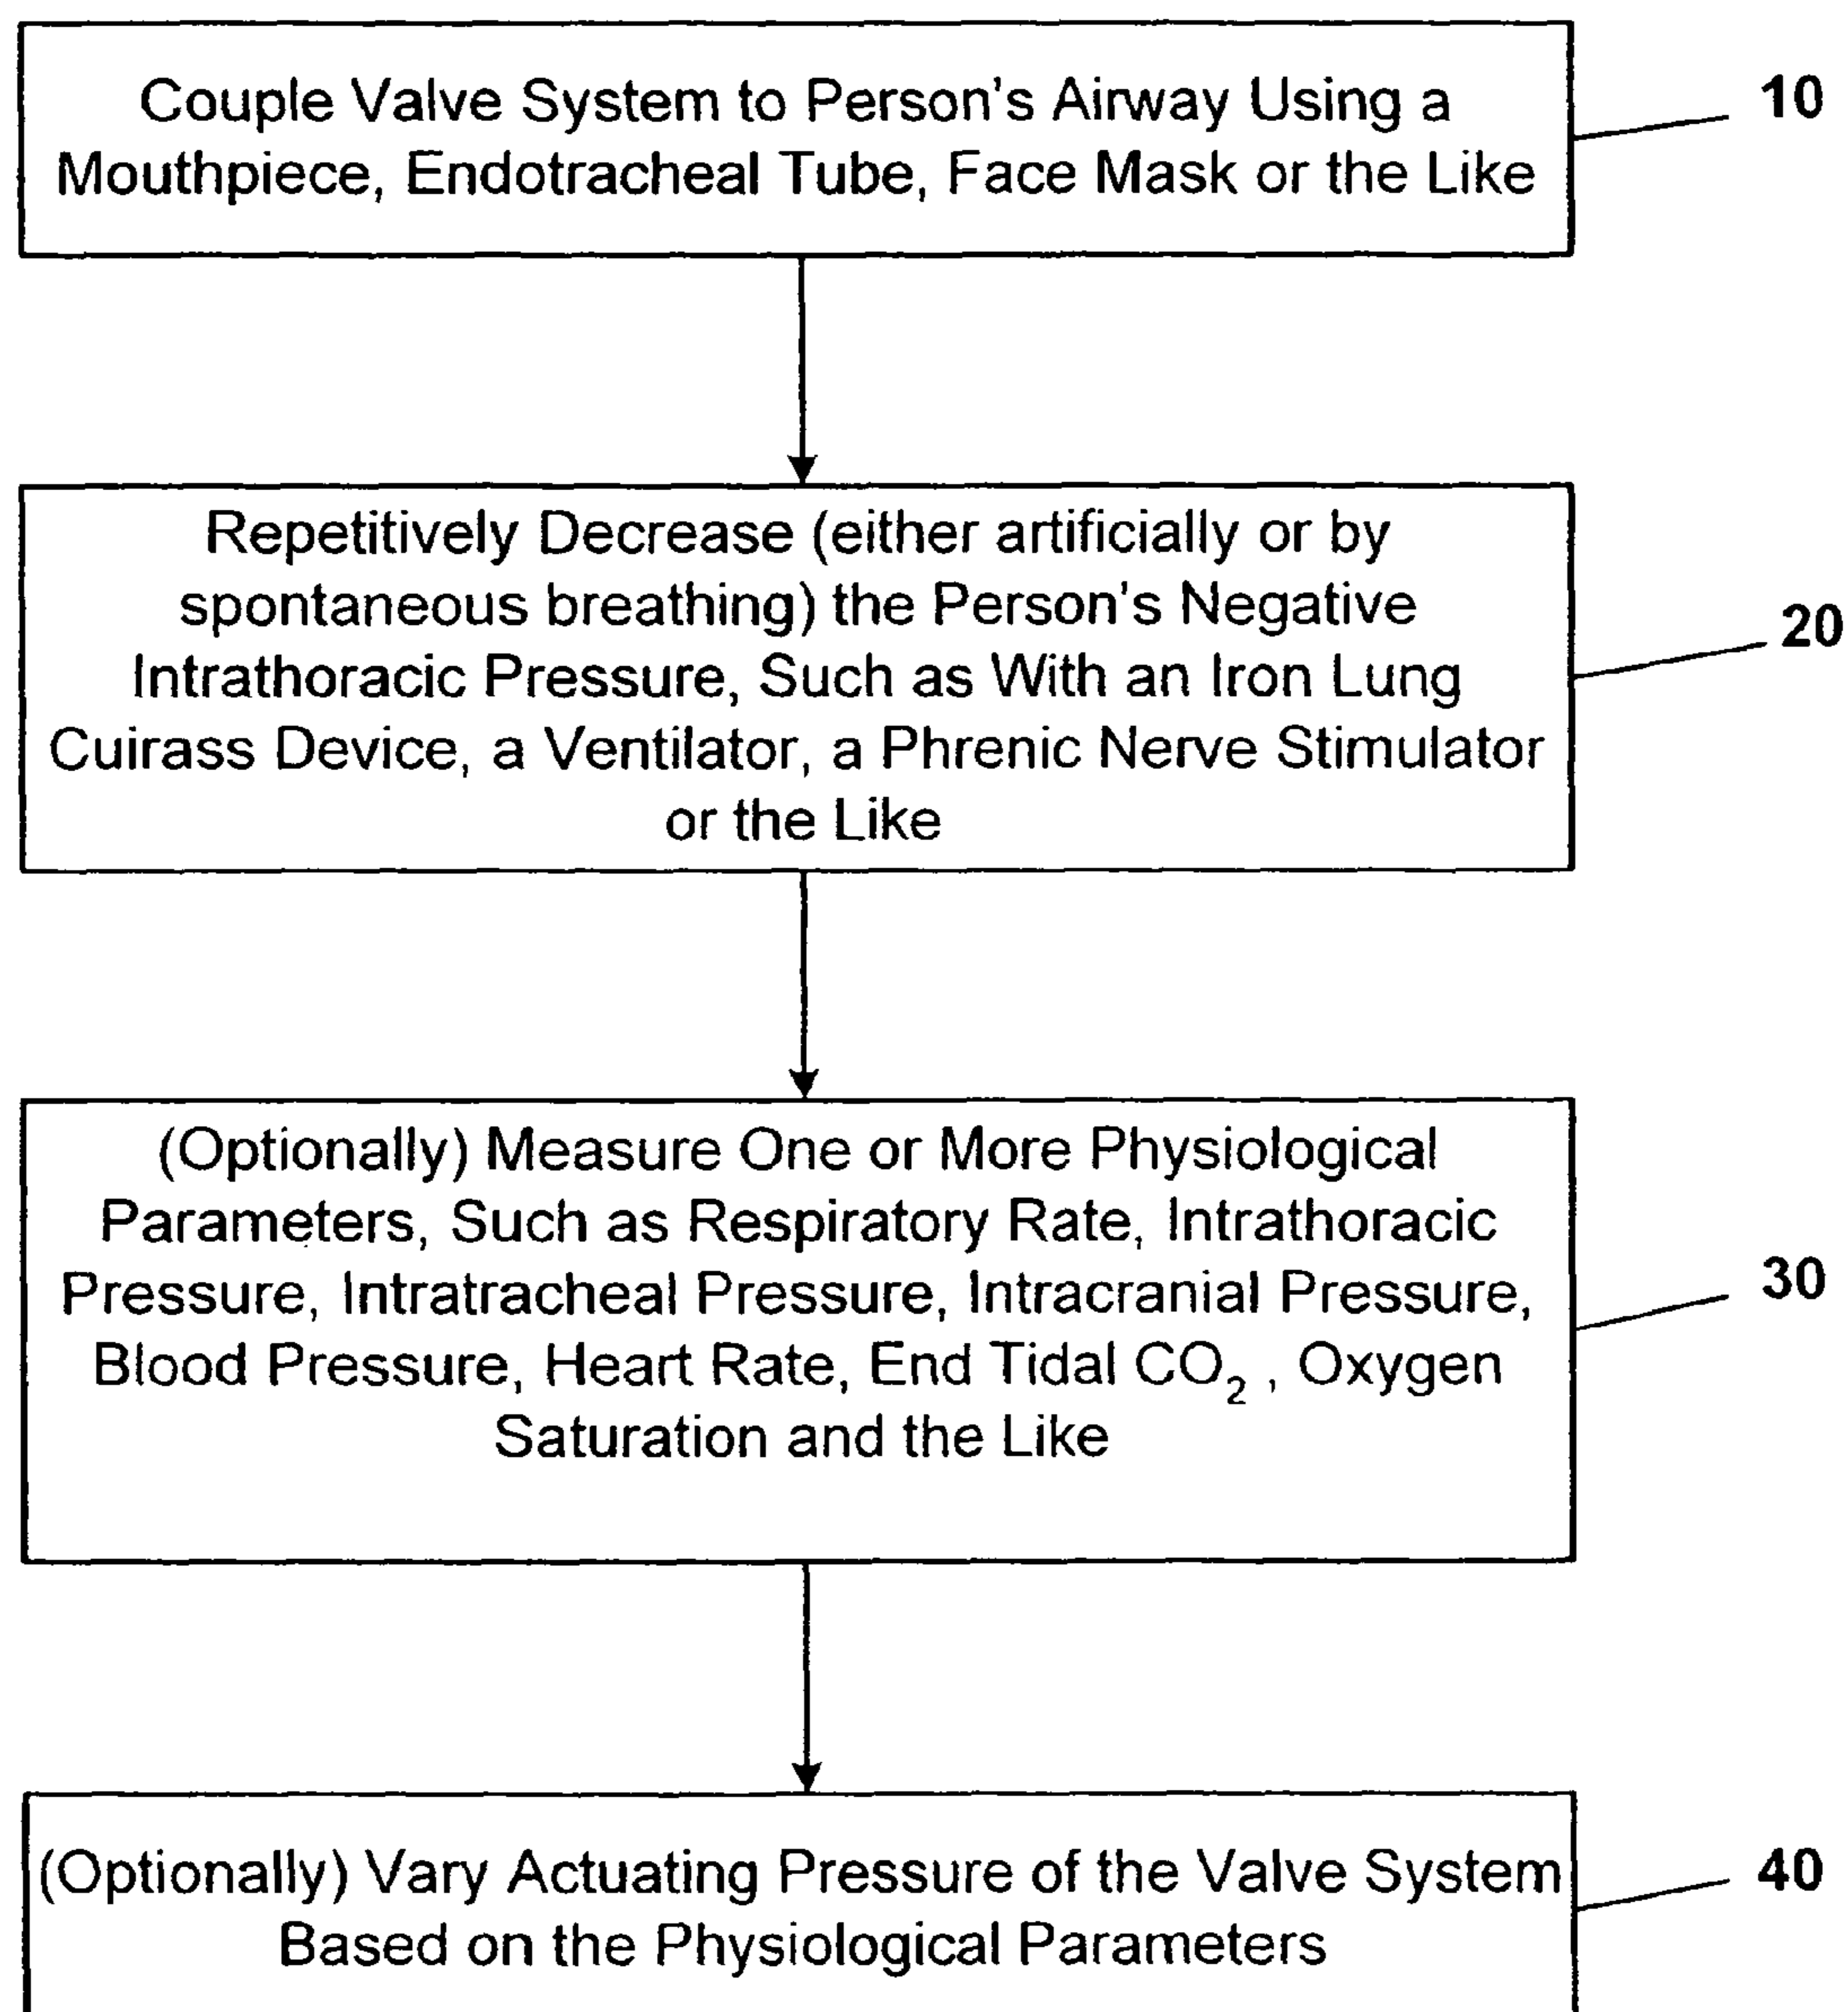 Couple Valve System to Person's Airway Using a
Mouthpiece, Endotracheal Tube, Face Mask or the Like
10
Repetitively Decrease (either artificially or by
spontaneous breathing) the Person's Negative
Intrathoracic Pressure, Such as With an Iron Lung
Cuirass Device, a Ventilator, a Phrenic Nerve Stimulator
or the Like
20
(Optionally) Measure One or More Physiological
Parameters, Such as Respiratory Rate, Intrathoracic
Pressure, Intratracheal Pressure, Intracranial Pressure,
Blood Pressure, Heart Rate, End Tidal CO₂ , Oxygen
Saturation and the Like
30
(Optionally) Vary Actuating Pressure of the Valve System
Based on the Physiological Parameters
40